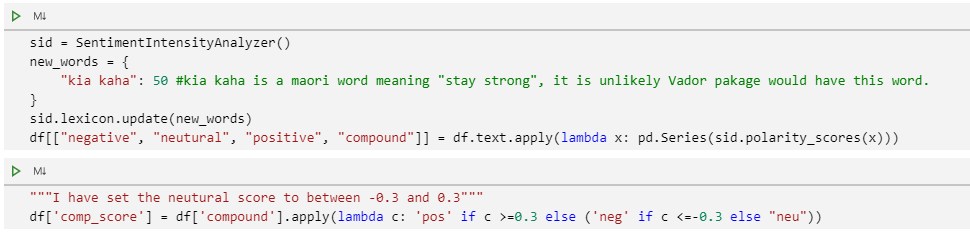 M↓
sid = SentimentIntensityAnalyzer()
new_words = {
    "kia kaha": 50 #kia kaha is a maori word meaning "stay strong", it is unlikely Vador pakage would have this word.
}
sid.lexicon.update(new_words)
df[["negative", "neutural", "positive", "compound"]] = df.text.apply(lambda x: pd.Series(sid.polarity_scores(x)))
M↓
"""I have set the neutural score to between -0.3 and 0.3"""
df['comp_score'] = df['compound'].apply(lambda c: 'pos' if c >=0.3 else ('neg' if c <=-0.3 else "neu"))